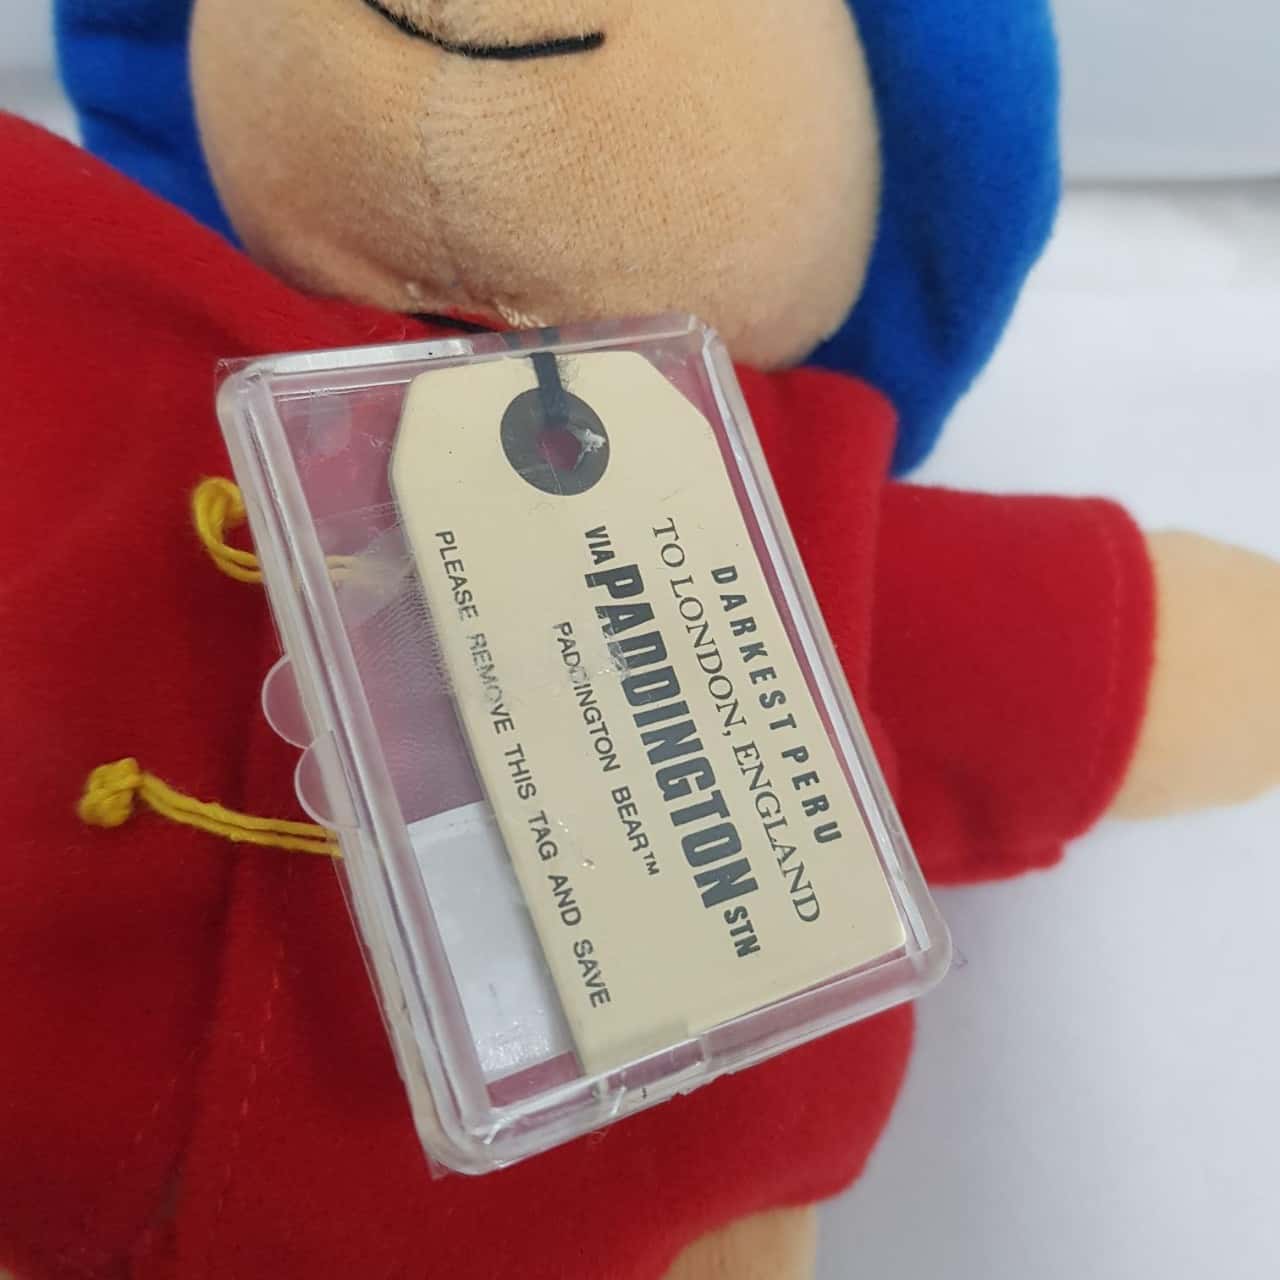 DARKEST PERU
TO LONDON, ENGLAND
VIA PADDINGTON STN
PADDINGTON BEAR™
PLEASE REMOVE THIS TAG AND SAVE